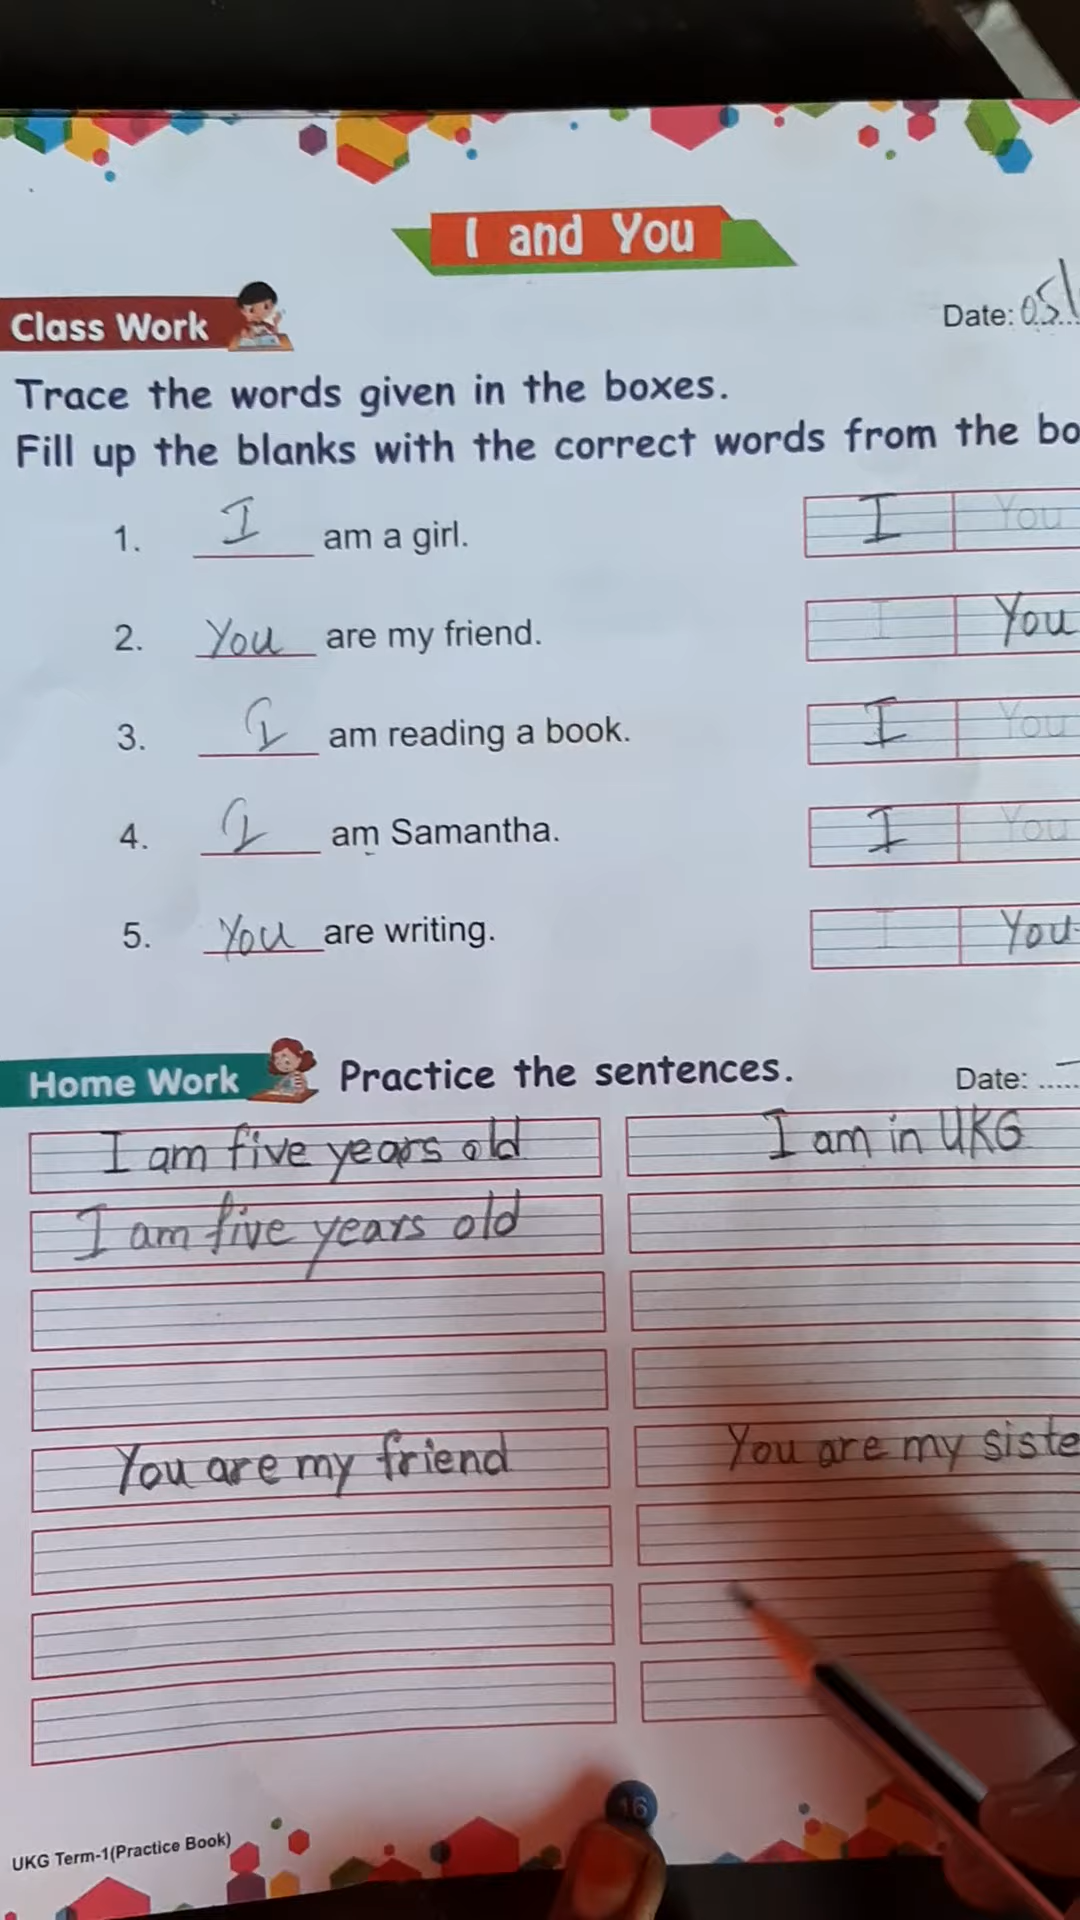 I and You
Class Work
Date: 05/
Trace the words given in the boxes.
Fill up the blanks with the correct words from the bo
1. I am a girl. I You
2. You are my friend. I You
3. I am reading a book. I You
4. I am Samantha. I You
5. You are writing. I You
Home Work Practice the sentences. Date: .....
I am five years old I am in UKG
I am five years old
You are my friend You are my siste
16
UKG Term-1(Practice Book)